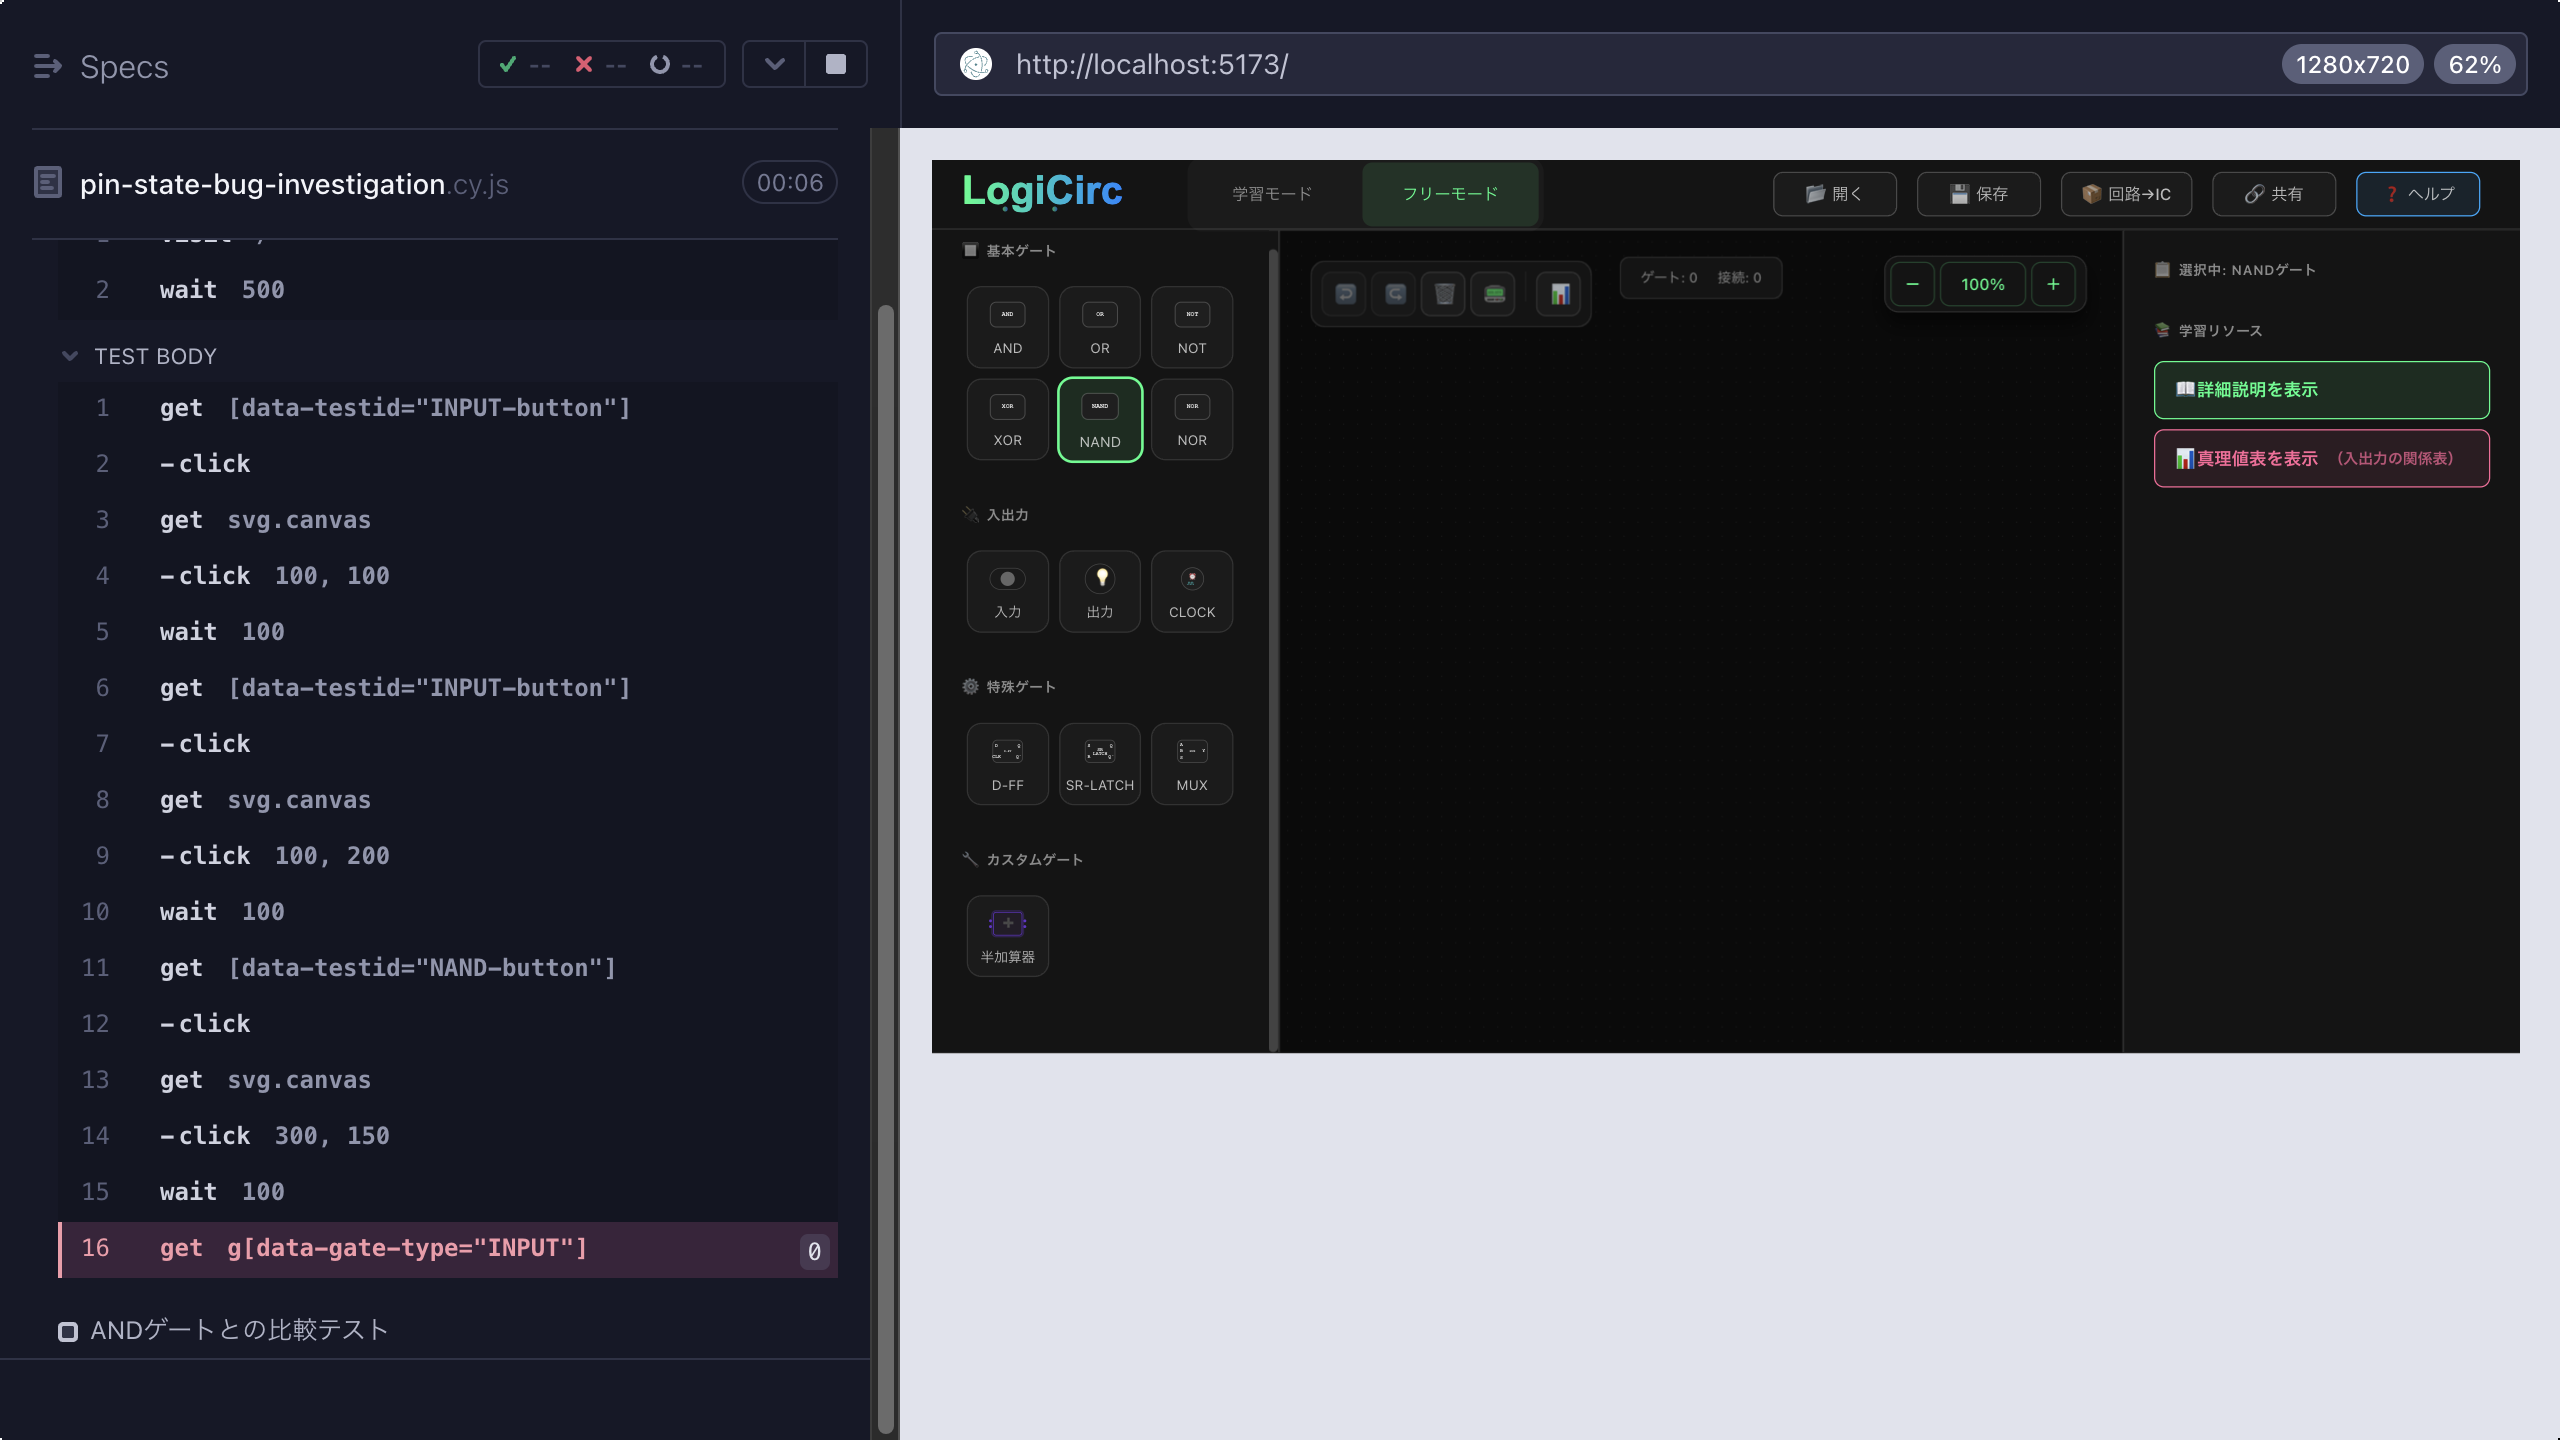 Specs
-- -- --
http://localhost:5173/
1280x720
62%
pin-state-bug-investigation.cy.js
00:06
2 wait 500
TEST BODY
1 get [data-testid="INPUT-button"]
2 -click
3 get svg.canvas
4 -click 100, 100
5 wait 100
6 get [data-testid="INPUT-button"]
7 -click
8 get svg.canvas
9 -click 100, 200
10 wait 100
11 get [data-testid="NAND-button"]
12 -click
13 get svg.canvas
14 -click 300, 150
15 wait 100
16 get g[data-gate-type="INPUT"] 0
ANDゲートとの比較テスト
LogiCirc
学習モード
フリーモード
開く
保存
回路→IC
共有
❓ ヘルプ
基本ゲート
AND OR NOT
AND OR NOT
XOR NAND NOR
XOR NAND NOR
入出力
入力 出力 CLOCK
特殊ゲート
D-FF SR-LATCH MUX
カスタムゲート
+
半加算器
ゲート: 0 接続: 0
− 100% +
選択中: NANDゲート
学習リソース
詳細説明を表示
真理値表を表示 (入出力の関係表)